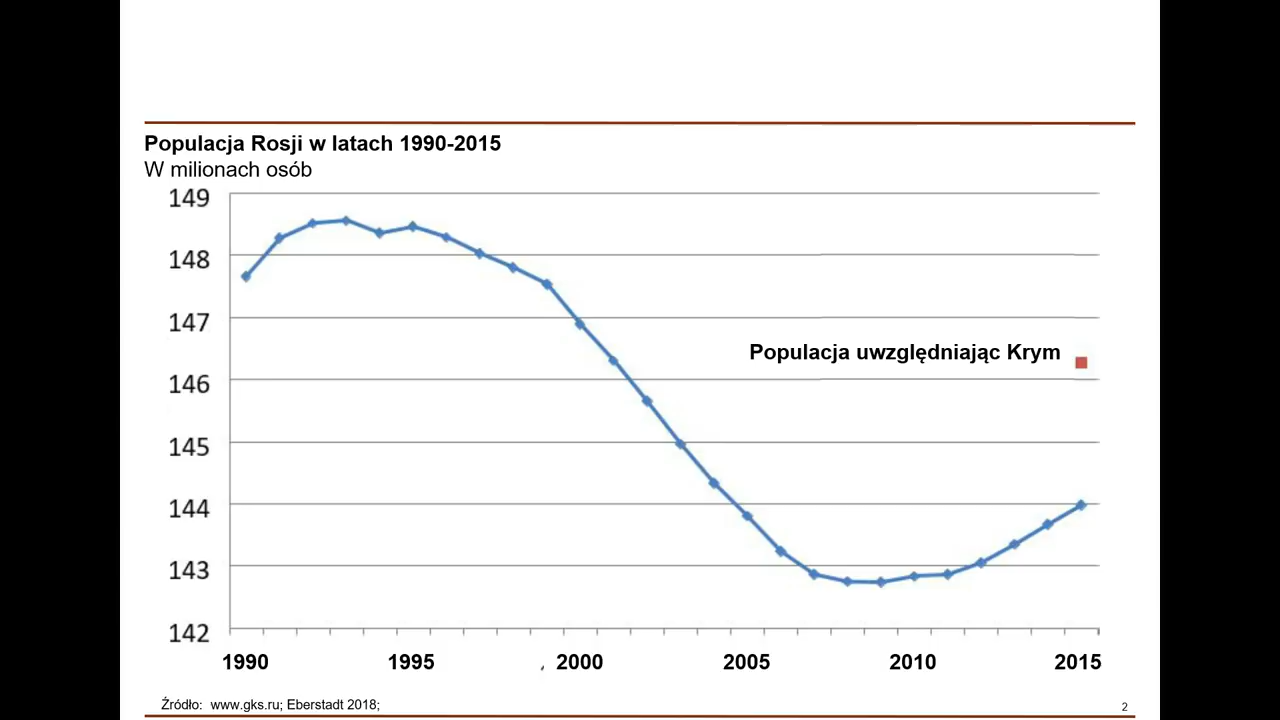 Populacja Rosji w latach 1990-2015
W milionach osób
149
148
147
Populacja uwzględniając Krym
146
145
144
143
142
1990 1995 2000 2005 2010 2015
Źródło: www.gks.ru; Eberstadt 2018;
2